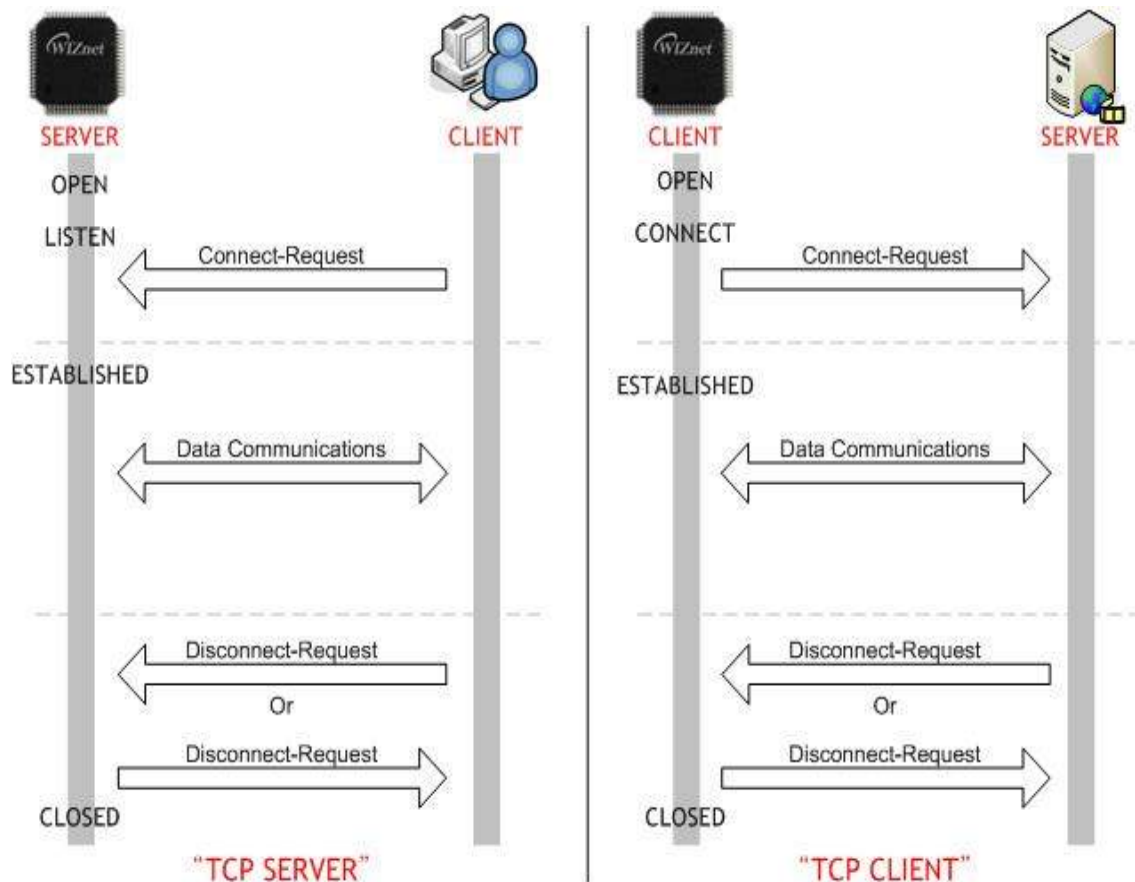 WIZnet
SERVER
CLIENT
OPEN
LISTEN
Connect-Request
ESTABLISHED
Data Communications
Disconnect-Request
Or
Disconnect-Request
CLOSED
"TCP SERVER"
WIZnet
CLIENT
SERVER
OPEN
CONNECT
Connect-Request
ESTABLISHED
Data Communications
Disconnect-Request
Or
Disconnect-Request
CLOSED
"TCP CLIENT"